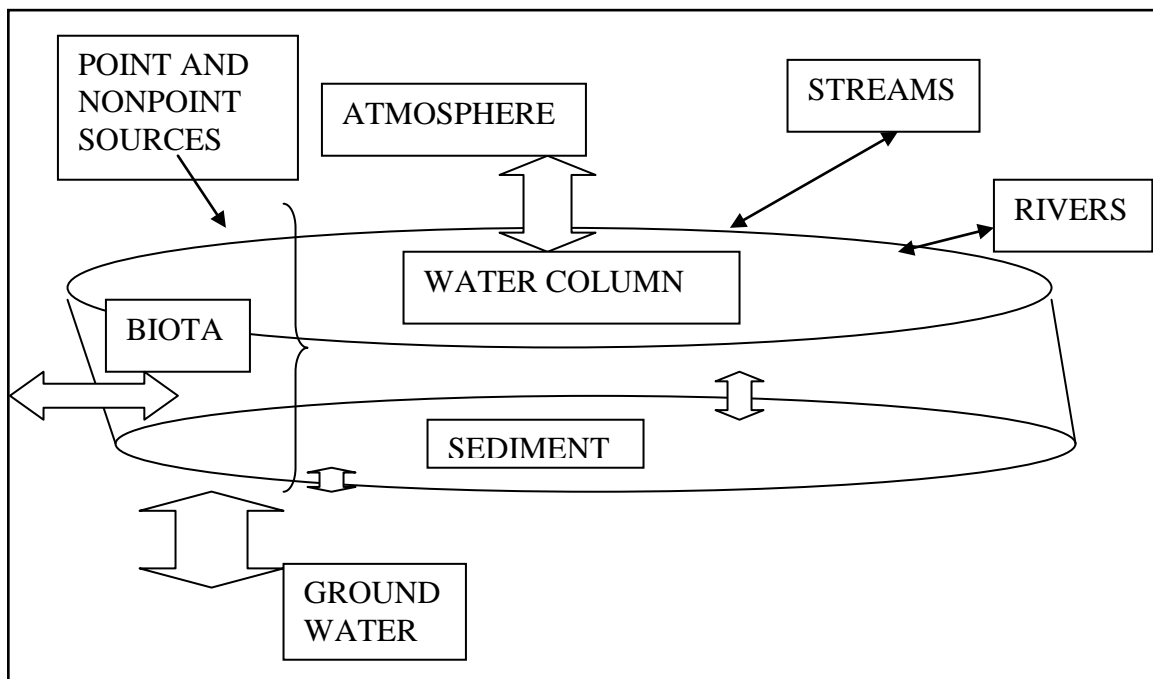 POINT AND
NONPOINT
SOURCES
ATMOSPHERE
STREAMS
RIVERS
WATER COLUMN
BIOTA
SEDIMENT
GROUND
WATER